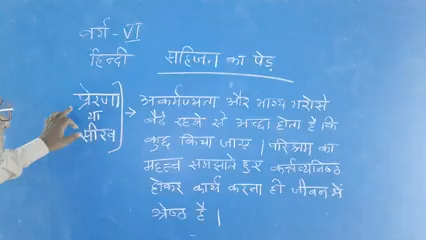 वर्ग - VI
हिन्दी सहिजन का पेड़
प्रेरणा या सीख → अकर्मण्यता और भाग्य भरोसे
बैठे रहने से अच्छा होता है कि
कुछ किया जाए । परिश्रम का
महत्त्व समझाते हुए कर्त्तव्यनिष्ठ
होकर कार्य करना ही जीवन में
श्रेष्ठ है ।